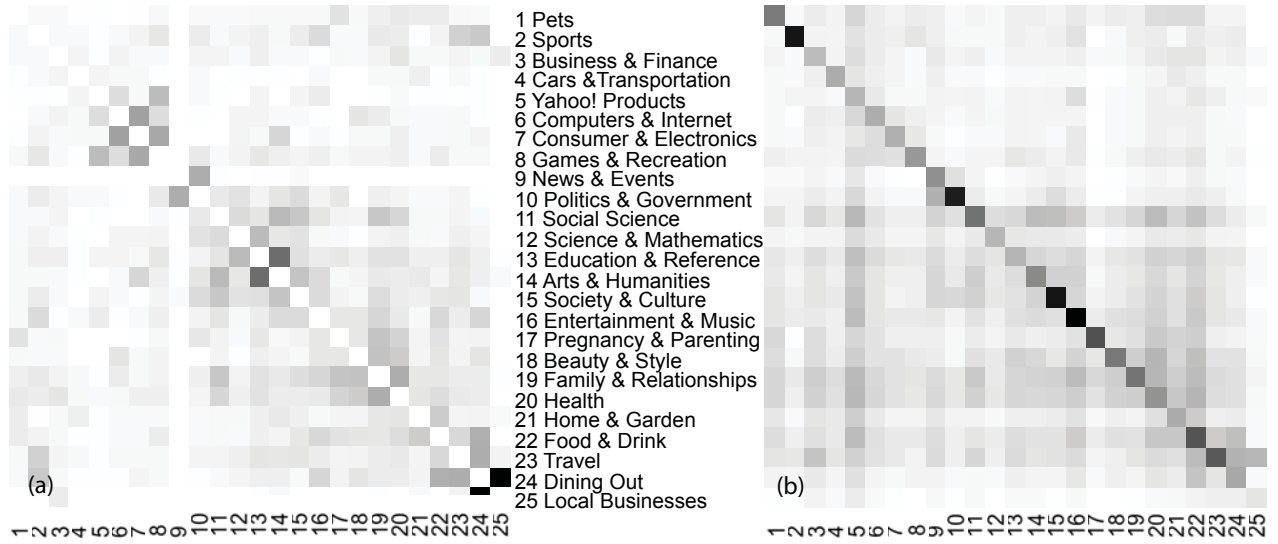 1 Pets
2 Sports
3 Business & Finance
4 Cars &Transportation
5 Yahoo! Products
6 Computers & Internet
7 Consumer & Electronics
8 Games & Recreation
9 News & Events
10 Politics & Government
11 Social Science
12 Science & Mathematics
13 Education & Reference
14 Arts & Humanities
15 Society & Culture
16 Entertainment & Music
17 Pregnancy & Parenting
18 Beauty & Style
19 Family & Relationships
20 Health
21 Home & Garden
22 Food & Drink
23 Travel
24 Dining Out
25 Local Businesses
(a)
(b)
1 2 3 4 5 6 7 8 9 10 11 12 13 14 15 16 17 18 19 20 21 22 23 24 25
1 2 3 4 5 6 7 8 9 10 11 12 13 14 15 16 17 18 19 20 21 22 23 24 25